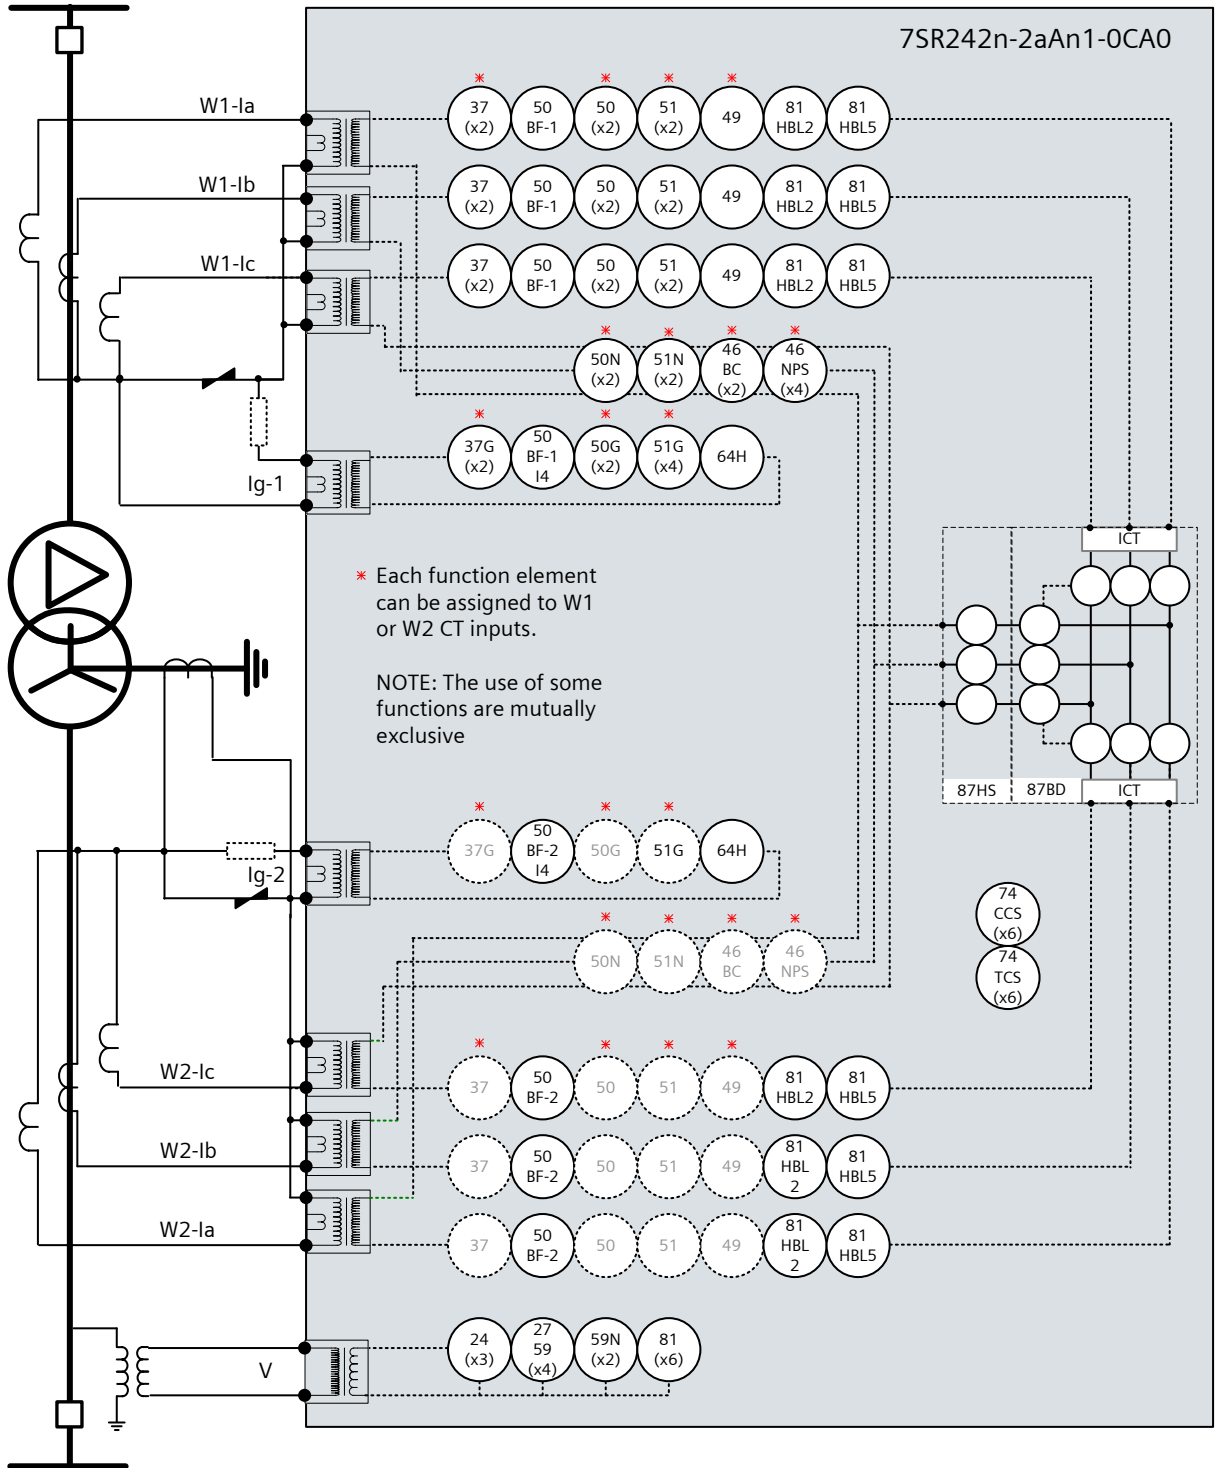 7SR242n-2aAn1-0CA0
W1-Ia
37 (x2)
50 BF-1
50 (x2)
51 (x2)
49
81 HBL2
81 HBL5
W1-Ib
37 (x2)
50 BF-1
50 (x2)
51 (x2)
49
81 HBL2
81 HBL5
W1-Ic
37 (x2)
50 BF-1
50 (x2)
51 (x2)
49
81 HBL2
81 HBL5
50N (x2)
51N (x2)
46 BC (x2)
46 NPS (x4)
Ig-1
37G (x2)
50 BF-1 I4
50G (x2)
51G (x4)
64H
ICT
* Each function element
can be assigned to W1
or W2 CT inputs.
NOTE: The use of some
functions are mutually
exclusive
87HS
87BD
ICT
Ig-2
37G
50 BF-2 I4
50G
51G
64H
74 CCS (x6)
74 TCS (x6)
50N
51N
46 BC
46 NPS
W2-Ic
37
50 BF-2
50
51
49
81 HBL2
81 HBL5
W2-Ib
37
50 BF-2
50
51
49
81 HBL 2
81 HBL5
W2-Ia
37
50 BF-2
50
51
49
81 HBL 2
81 HBL5
V
24 (x3)
27 59 (x4)
59N (x2)
81 (x6)